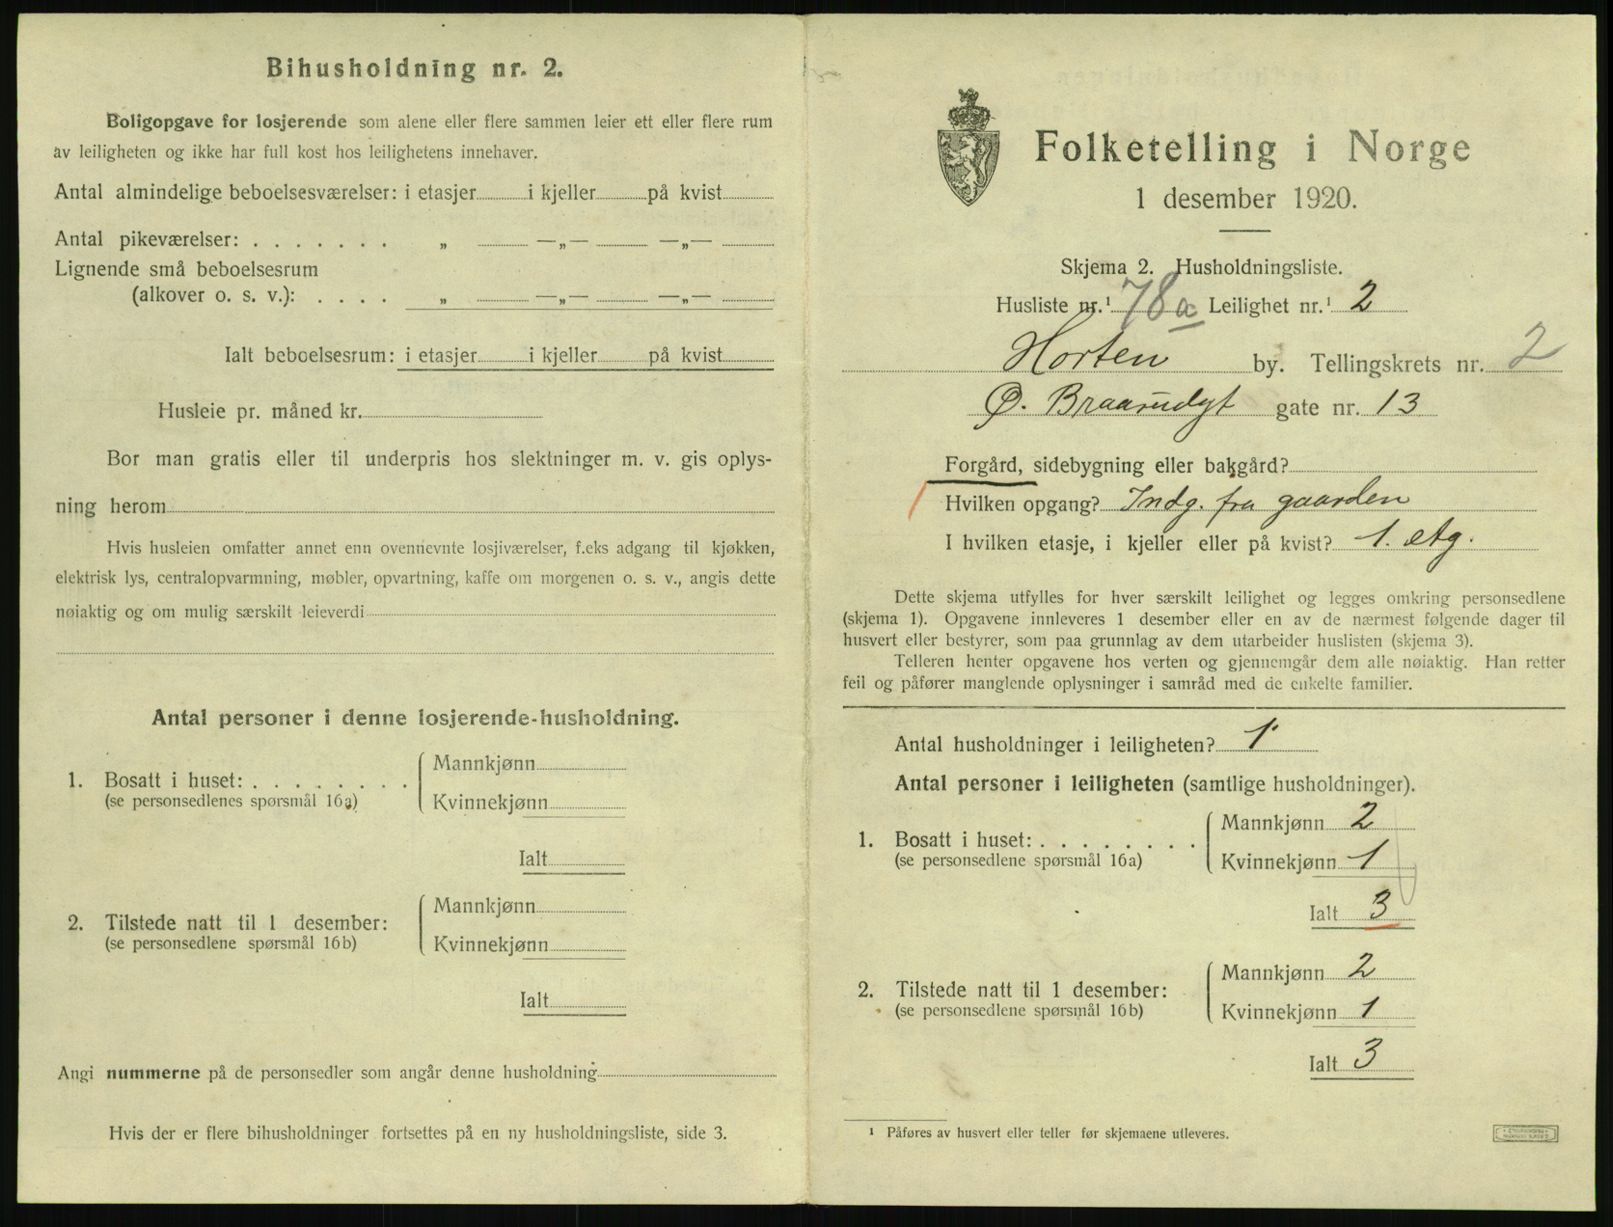 Bihusholdning nr. 2.
Boligopgave for losjerende som alene eller flere sammen leier ett eller flere rum
av leiligheten og ikke har full kost hos leilighetens innehaver.
Antal almindelige beboelsesværelser: i etasjer i kjeller på kvist
Antal pikeværelser: . . . . . . . „ —„— —„—
Lignende små beboelsesrum
(alkover o. s. v.): . . . . „ —„— —„—
Ialt beboelsesrum: i etasjer i kjeller på kvist
Husleie pr. måned kr.
Bor man gratis eller til underpris hos slektninger m. v. gis oplys-
ning herom
Hvis husleien omfatter annet enn ovennevnte losjiværelser, f.eks adgang til kjøkken,
elektrisk lys, centralopvarmning, møbler, opvartning, kaffe om morgenen o. s. v., angis dette
nøiaktig og om mulig særskilt leieverdi
Antal personer i denne losjerende-husholdning.
1. Bosatt i huset: . . . . . . . . Mannkjønn
(se personsedlenes spørsmål 16a) Kvinnekjønn
Ialt
2. Tilstede natt til 1 desember: Mannkjønn
(se personsedlene spørsmål 16b) Kvinnekjønn
Ialt
Angi nummerne på de personsedler som angår denne husholdning
Hvis der er flere bihusholdninger fortsettes på en ny husholdningsliste, side 3.
Folketelling i Norge
1 desember 1920.
Skjema 2. Husholdningsliste.
Husliste nr.¹ 78a Leilighet nr.¹ 2
Horten by. Tellingskrets nr. 2
Ø. Braarudgt gate nr. 13
Forgård, sidebygning eller bakgård?
Hvilken opgang? Indg. fra gaarden
I hvilken etasje, i kjeller eller på kvist? 1. etg.
Dette skjema utfylles for hver særskilt leilighet og legges omkring personsedlene
(skjema 1). Opgavene innleveres 1 desember eller en av de nærmest følgende dager til
husvert eller bestyrer, som paa grunnlag av dem utarbeider huslisten (skjema 3).
Telleren henter opgavene hos verten og gjennemgår dem alle nøiaktig. Han retter
feil og påfører manglende oplysninger i samråd med de enkelte familier.
Antal husholdninger i leiligheten? 1
Antal personer i leiligheten (samtlige husholdninger).
1. Bosatt i huset: . . . . . . . . Mannkjønn 2
(se personsedlene spørsmål 16a) Kvinnekjønn 1
Ialt 3
2. Tilstede natt til 1 desember: Mannkjønn 2
(se personsedlene spørsmål 16b) Kvinnekjønn 1
Ialt 3
¹ Påføres av husvert eller teller før skjemaene utleveres.